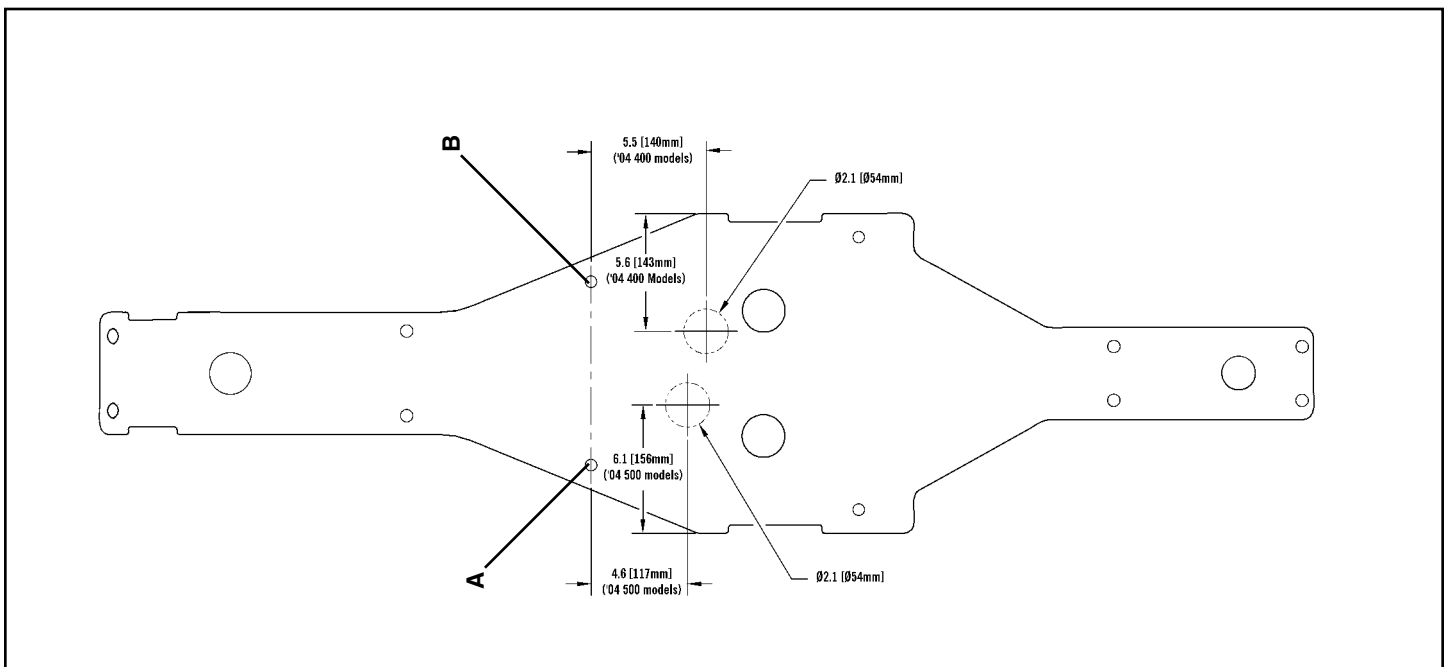 B
5.5 [140mm]
('04 400 models)
Ø2.1 [Ø54mm]
5.6 [143mm]
('04 400 Models)
6.1 [156mm]
('04 500 models)
A
4.6 [117mm]
('04 500 models)
Ø2.1 [Ø54mm]